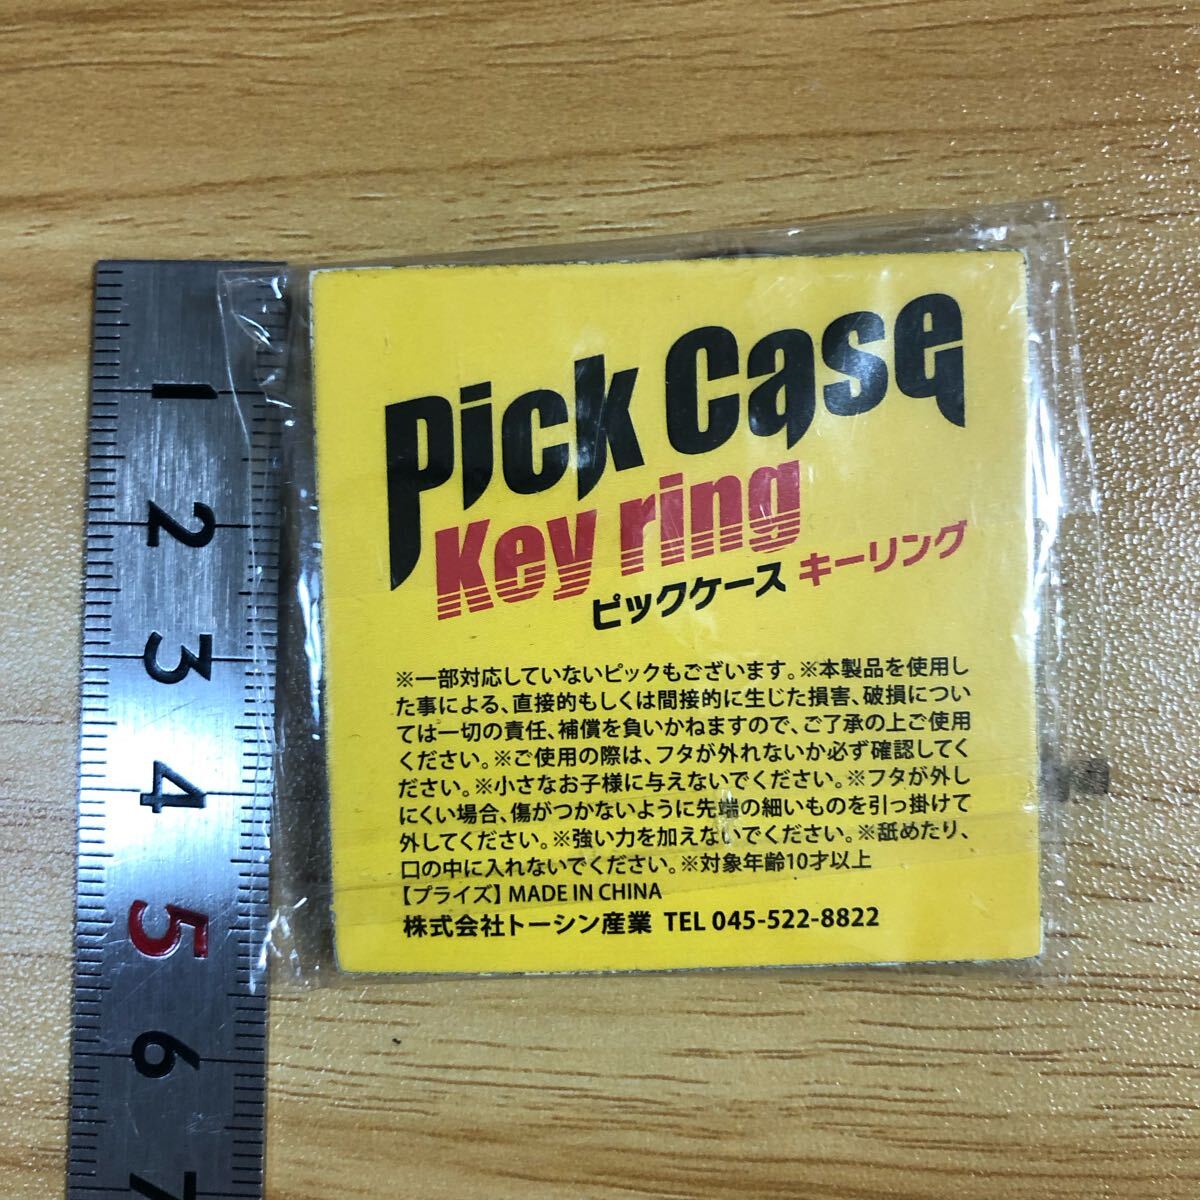 Pick Case
Key ring
ピックケース キーリング
※一部対応していないピックもございます。※本製品を使用し
た事による、直接的もしくは間接的に生じた損害、破損につい
ては一切の責任、補償を負いかねますので、ご了承の上ご使用
ください。※ご使用の際は、フタが外れないか必ず確認してく
ださい。※小さなお子様に与えないでください。※フタが外し
にくい場合、傷がつかないように先端の細いものを引っ掛けて
外してください。※強い力を加えないでください。※舐めたり、
口の中に入れないでください。※対象年齢10才以上
【プライズ】MADE IN CHINA
株式会社トーシン産業 TEL 045-522-8822
1
2
3
4
5
6
7